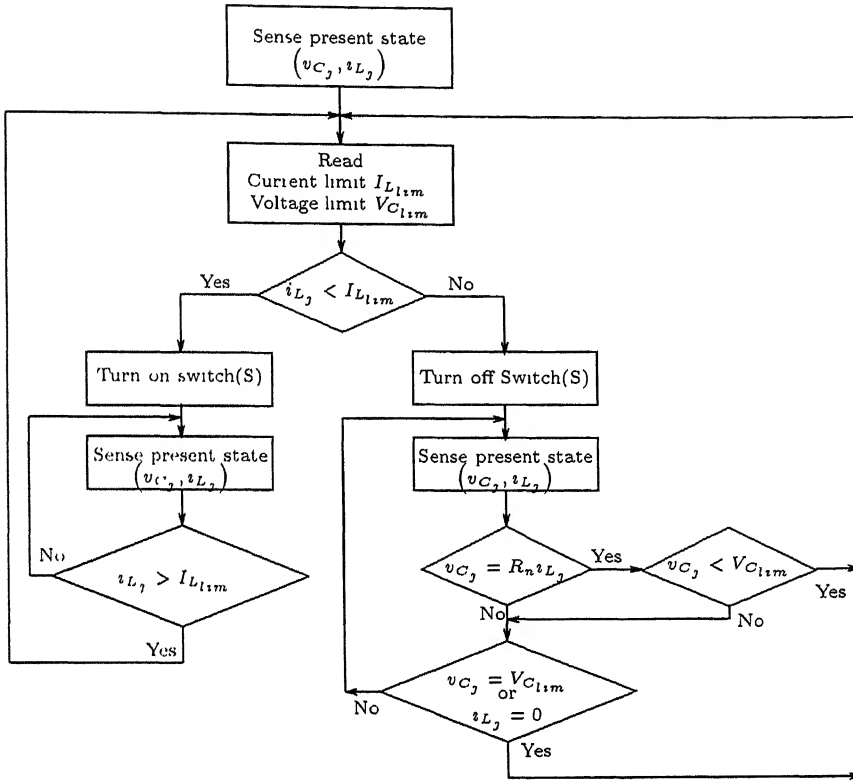 Sense present state
(v_{C_j}, i_{L_j})
Read
Current limit I_{L_{lim}}
Voltage limit V_{C_{lim}}
Yes
i_{L_j} < I_{L_{lim}}
No
Turn on switch(S)
Turn off Switch(S)
Sense present state
(v_{C_j}, i_{L_j})
Sense present state
(v_{C_j}, i_{L_j})
No
i_{L_j} > I_{L_{lim}}
Yes
v_{C_j} = R_n i_{L_j}
Yes
v_{C_j} < V_{C_{lim}}
Yes
No
No
v_{C_j} = V_{C_{lim}}
or
i_{L_j} = 0
No
Yes